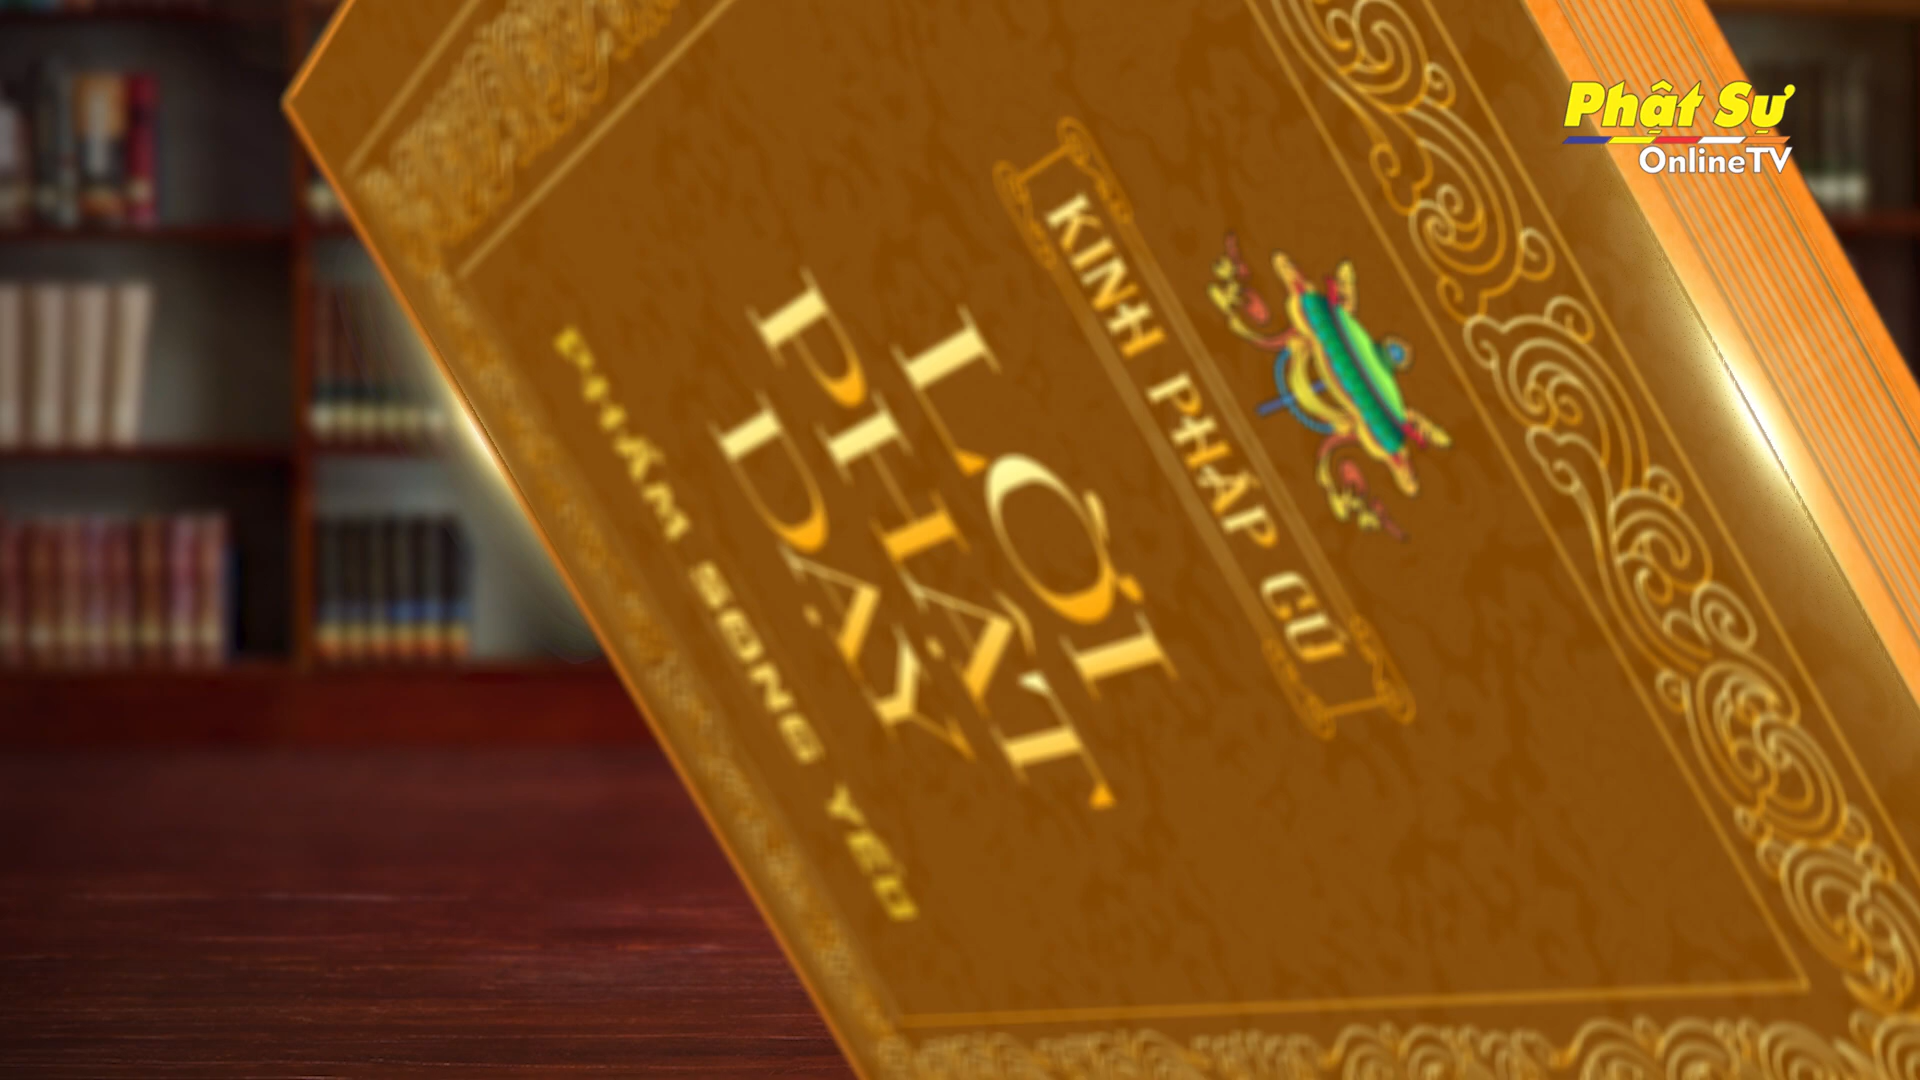 KINH PHÁP CÚ
LỜI
PHẬT
DẠY
PHẨM SONG YẾU
Phật Sự
OnlineTV